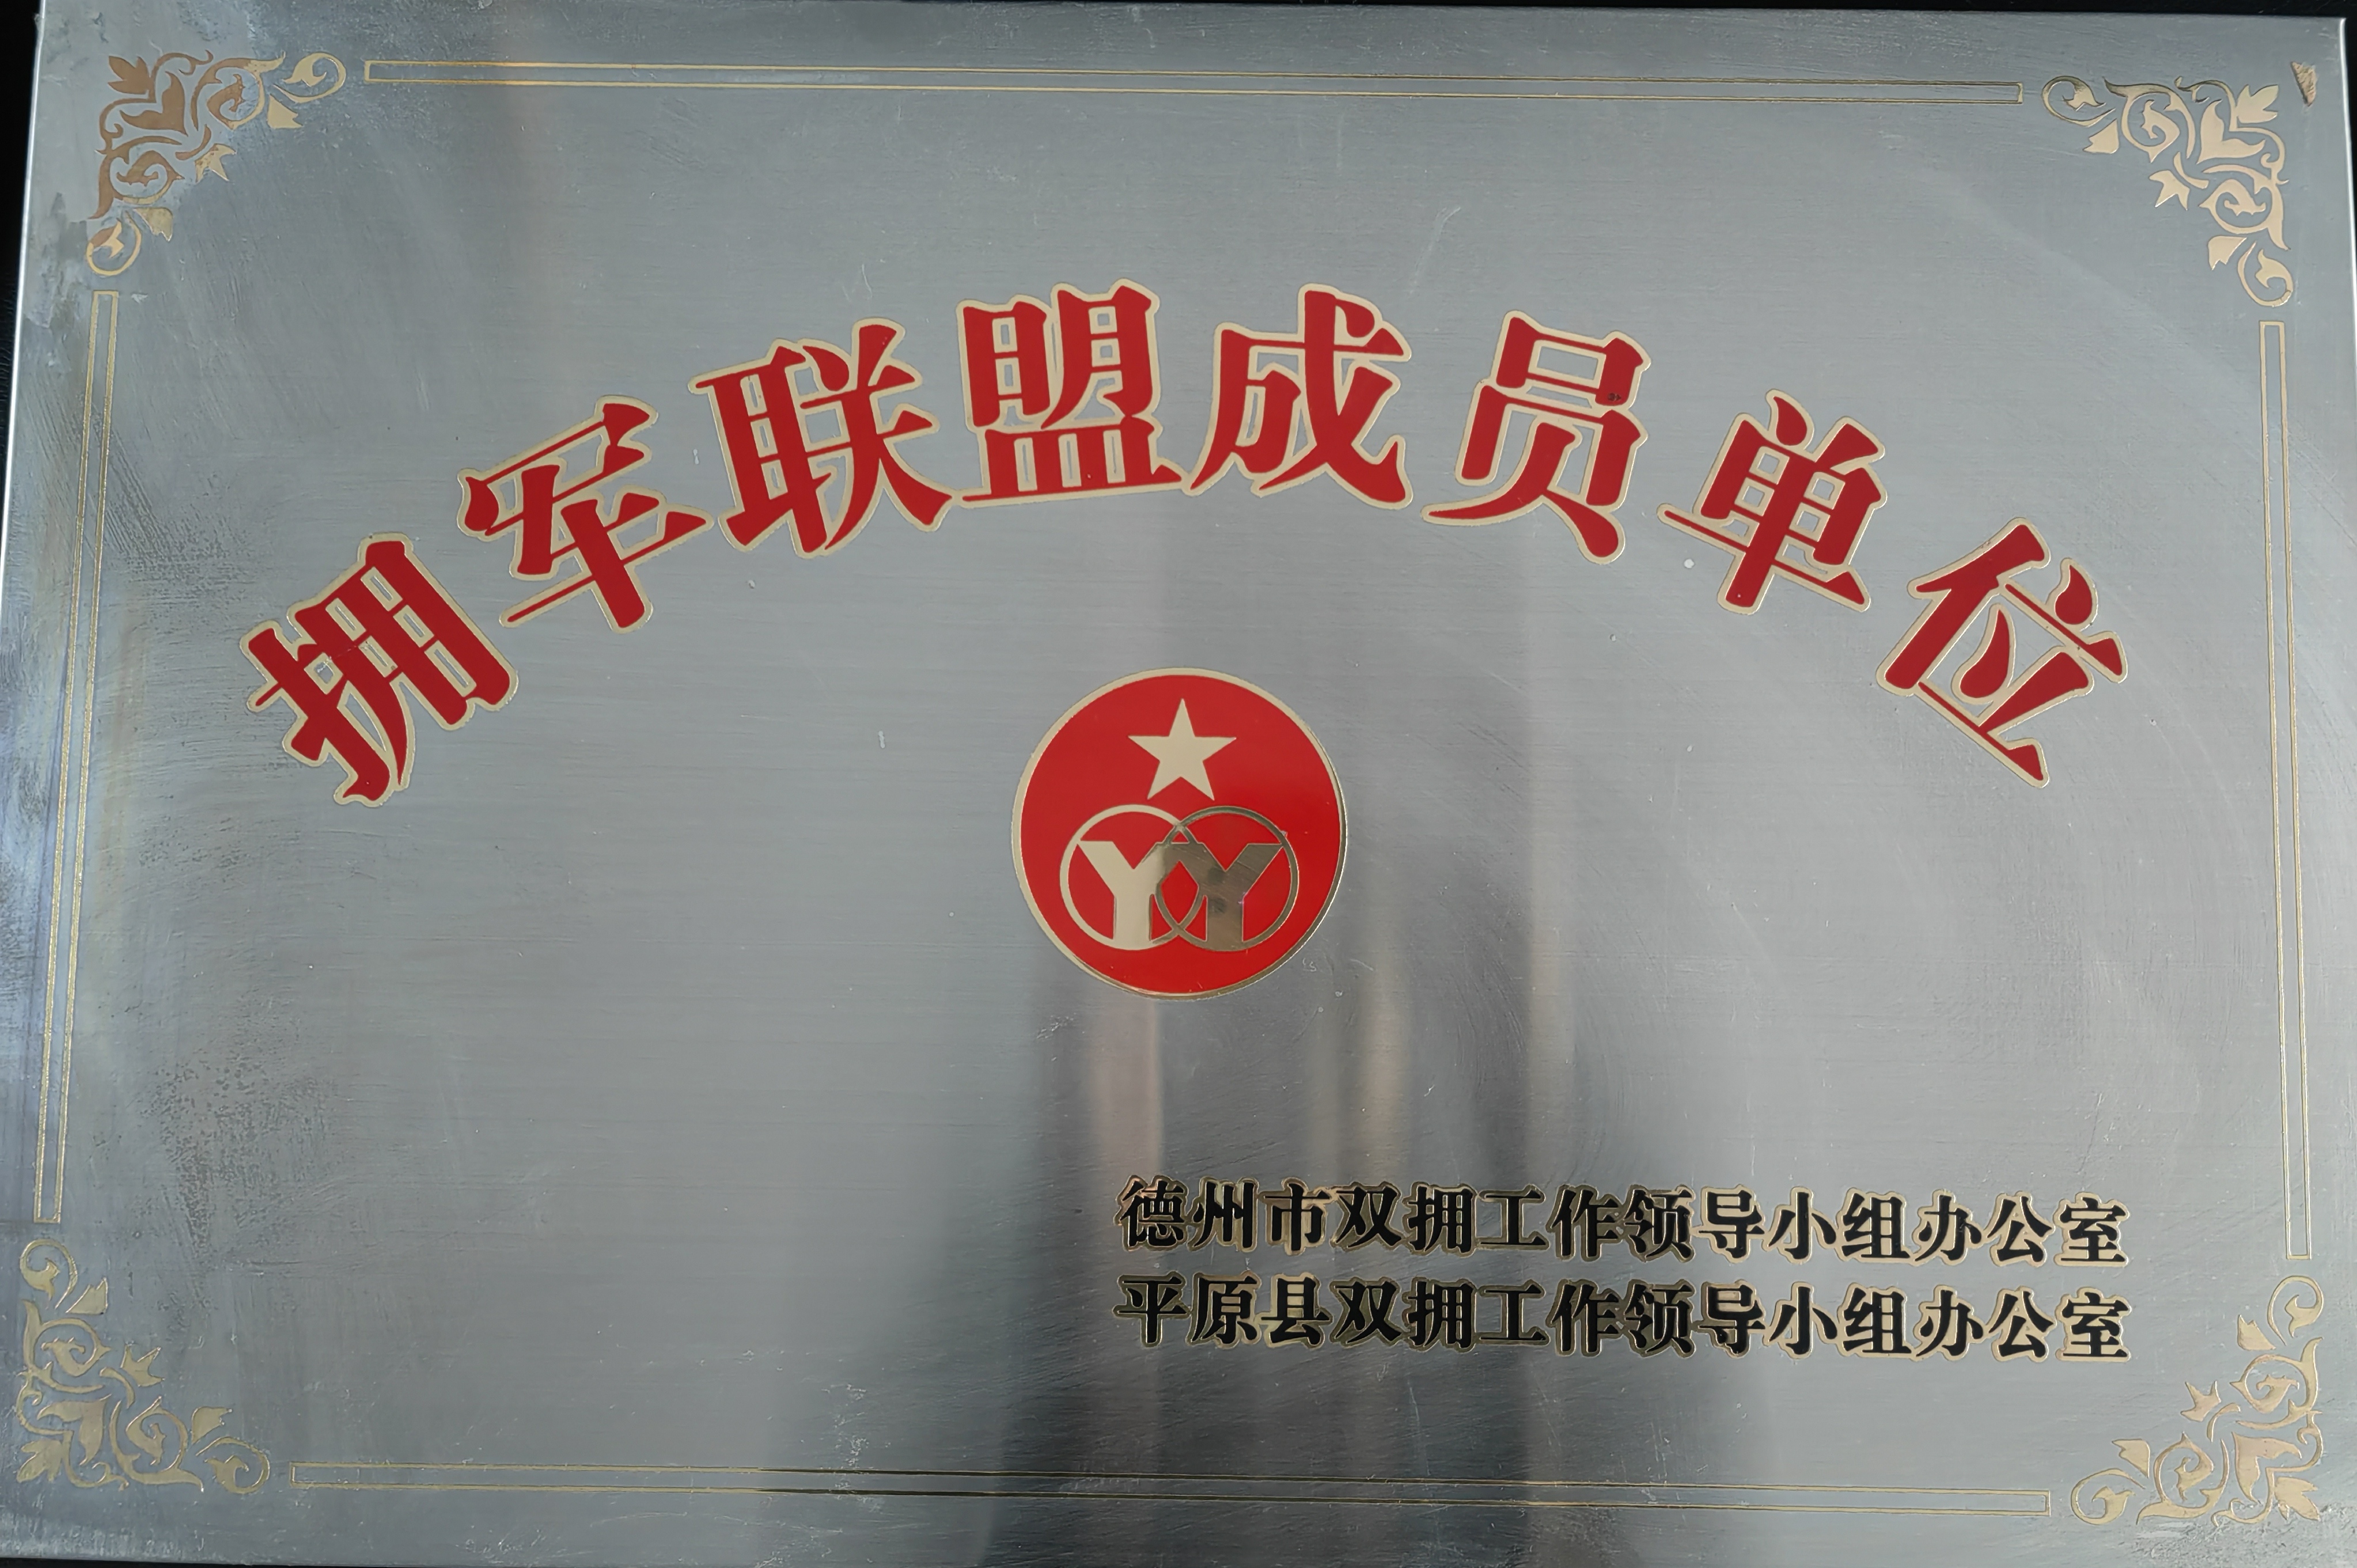 拥军联盟成员单位
YY
德州市双拥工作领导小组办公室
平原县双拥工作领导小组办公室